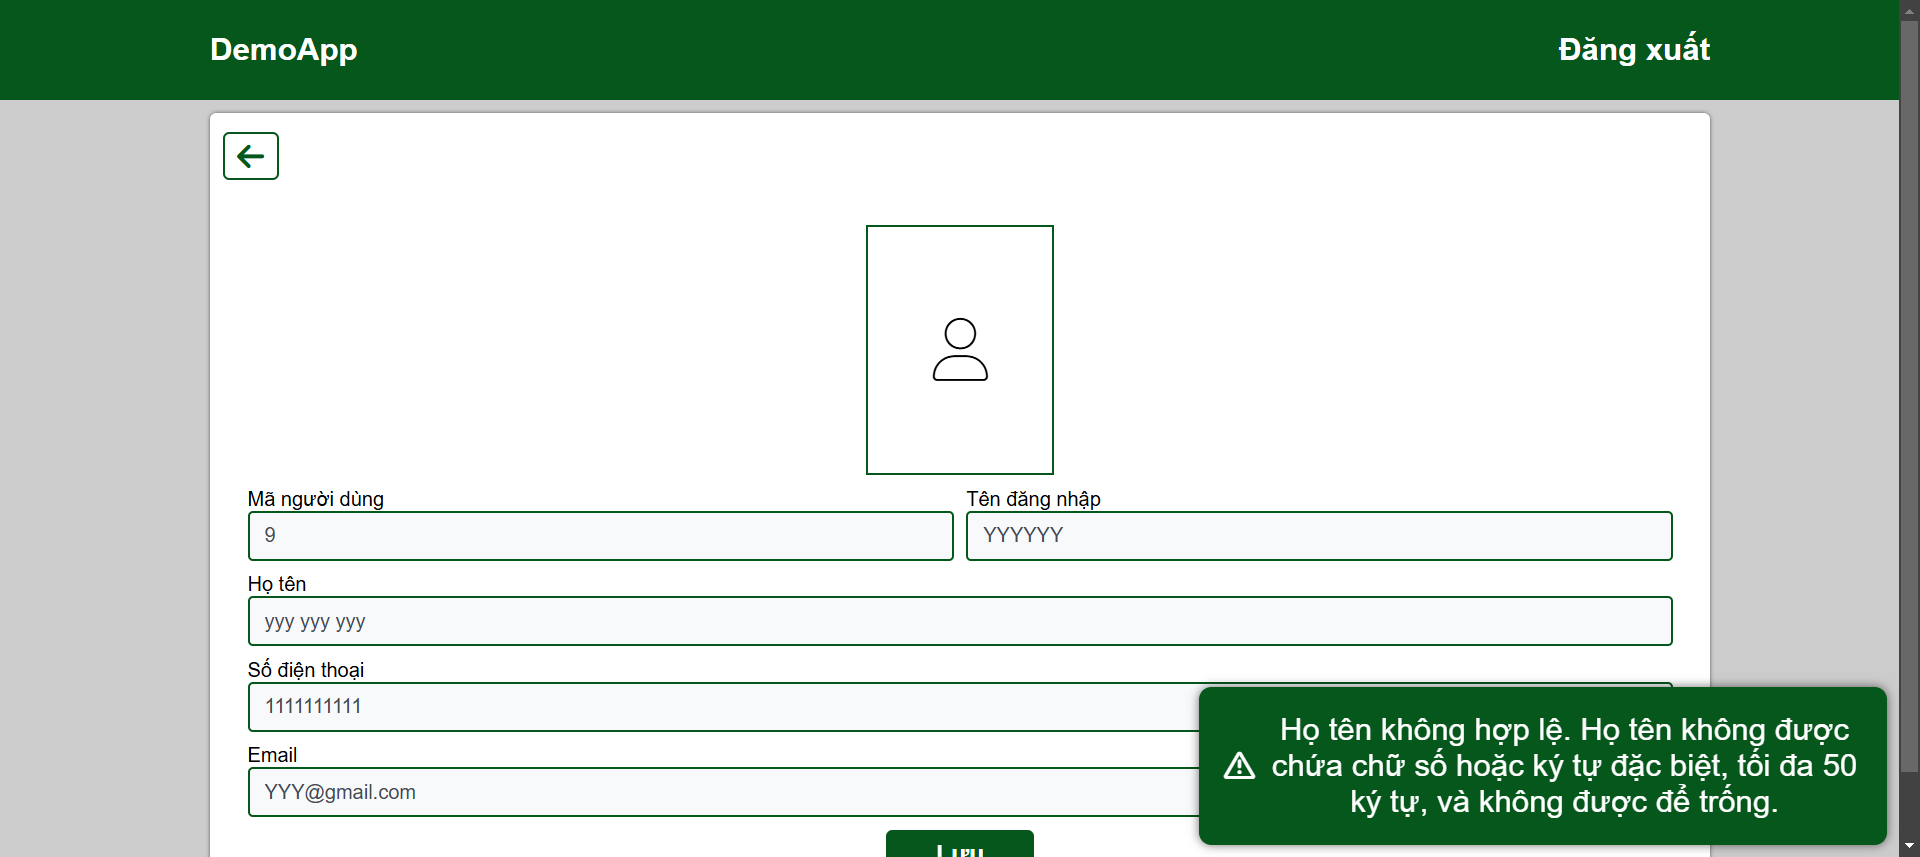 DemoApp
Đăng xuất
Mã người dùng
Tên đăng nhập
9
YYYYYY
Họ tên
yyy yyy yyy
Số điện thoại
1111111111
Email
YYY@gmail.com
Lưu
Họ tên không hợp lệ. Họ tên không được
chứa chữ số hoặc ký tự đặc biệt, tối đa 50
ký tự, và không được để trống.